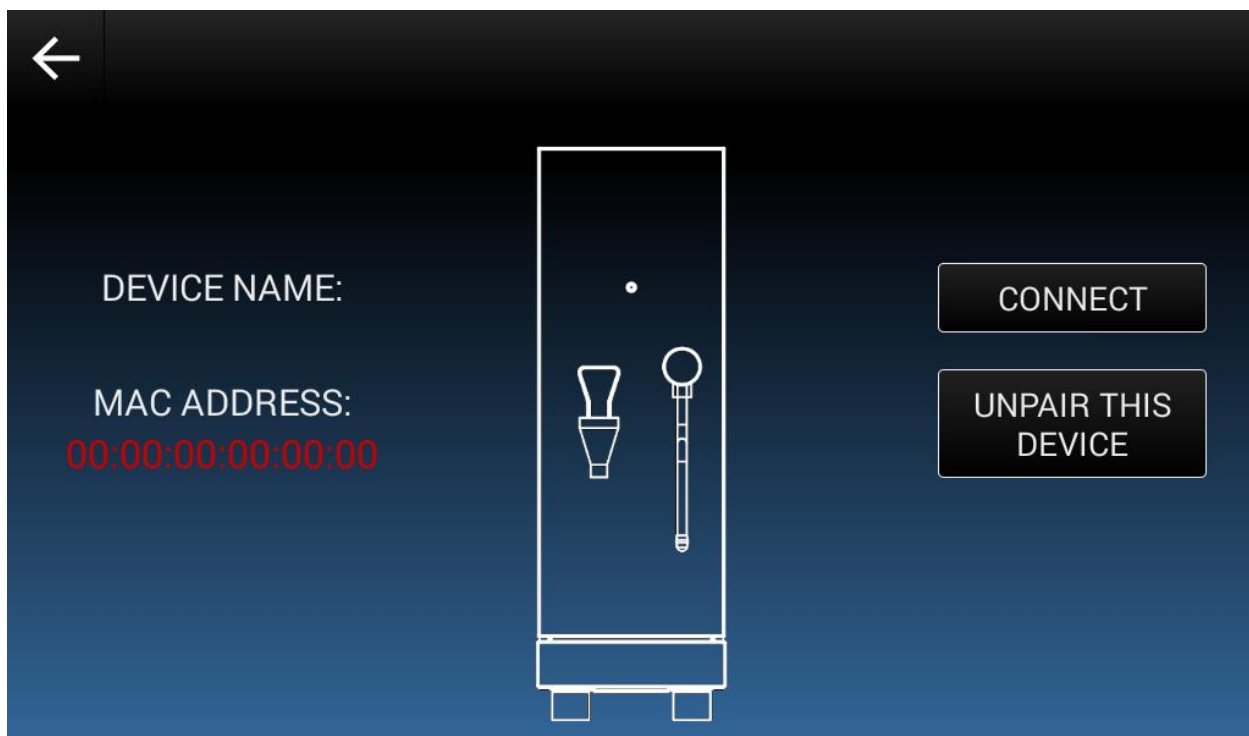 DEVICE NAME:
MAC ADDRESS:
00:00:00:00:00:00
CONNECT
UNPAIR THIS
DEVICE